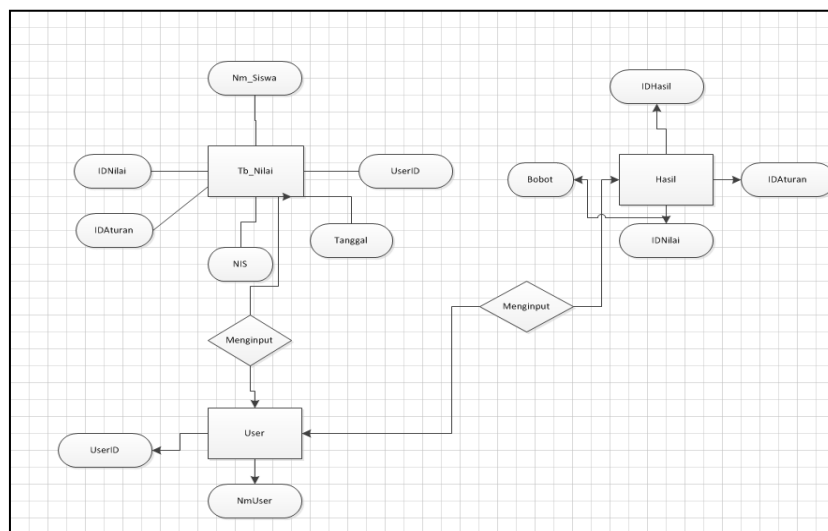 Nm_Siswa
IDHasil
IDNilai
Tb_Nilai
UserID
Bobot
Hasil
IDAturan
IDAturan
Tanggal
IDNilai
NIS
Menginput
Menginput
User
UserID
NmUser